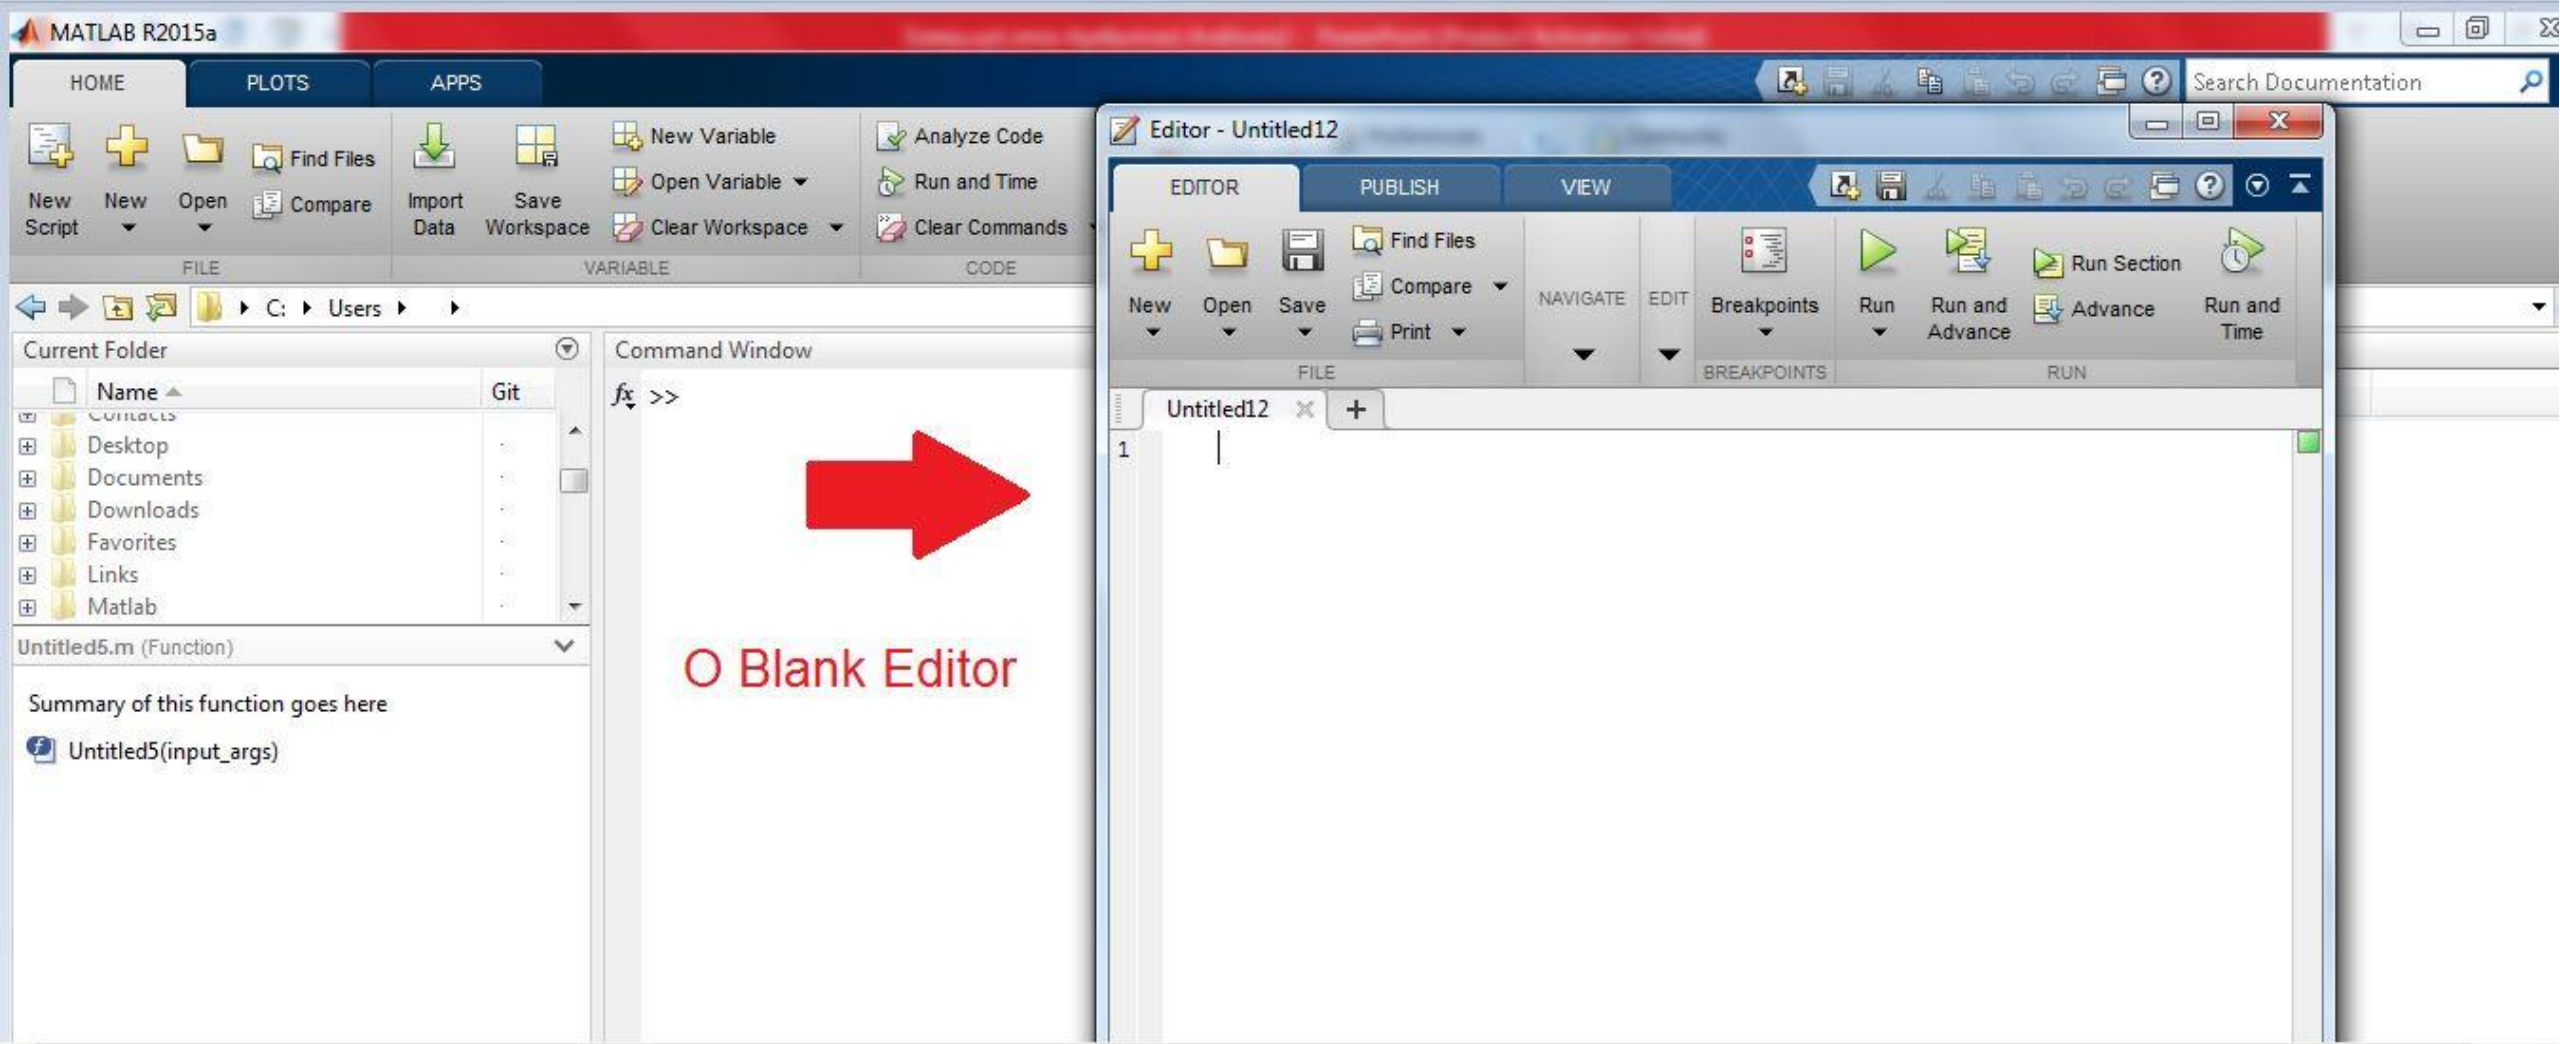 MATLAB R2015a
HOME PLOTS APPS
Search Documentation
New Script
New
Open
Find Files
Compare
Import Data
Save Workspace
New Variable
Open Variable
Clear Workspace
Analyze Code
Run and Time
Clear Commands
FILE VARIABLE CODE
C: Users
Current Folder
Name Git
Contacts
Desktop
Documents
Downloads
Favorites
Links
Matlab
Untitled5.m (Function)
Summary of this function goes here
Untitled5(input_args)
Command Window
fx >>
O Blank Editor
Editor - Untitled12
EDITOR PUBLISH VIEW
New
Open
Save
Find Files
Compare
Print
NAVIGATE
EDIT
Breakpoints
Run
Run and Advance
Run Section
Advance
Run and Time
FILE BREAKPOINTS RUN
Untitled12
1